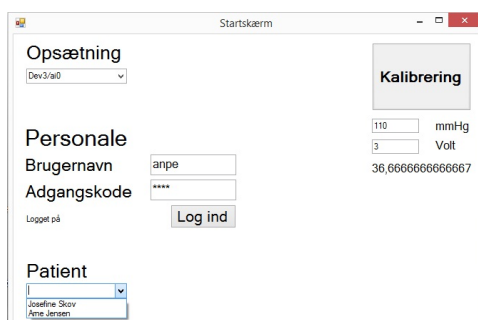 Startskærm
Opsætning
Dev3/ai0
Kalibrering
110 mmHg
3 Volt
36,6666666666667
Personale
Brugernavn anpe
Adgangskode ****
Logget på Log ind
Patient
Josefine Skov
Arne Jensen